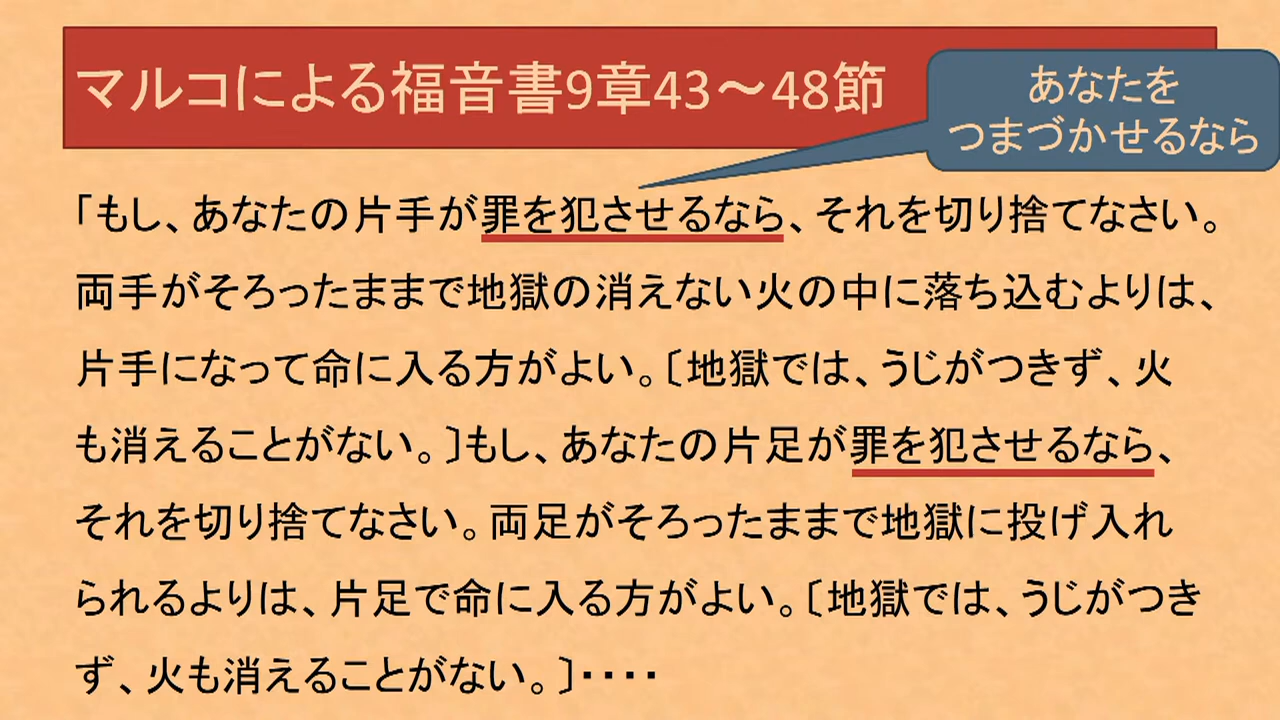 マルコによる福音書9章43～48節
あなたを
つまづかせるなら
「もし、あなたの片手が罪を犯させるなら、それを切り捨てなさい。
両手がそろったままで地獄の消えない火の中に落ち込むよりは、
片手になって命に入る方がよい。〔地獄では、うじがつきず、火
も消えることがない。〕もし、あなたの片足が罪を犯させるなら、
それを切り捨てなさい。両足がそろったままで地獄に投げ入れ
られるよりは、片足で命に入る方がよい。〔地獄では、うじがつき
ず、火も消えることがない。〕・・・・